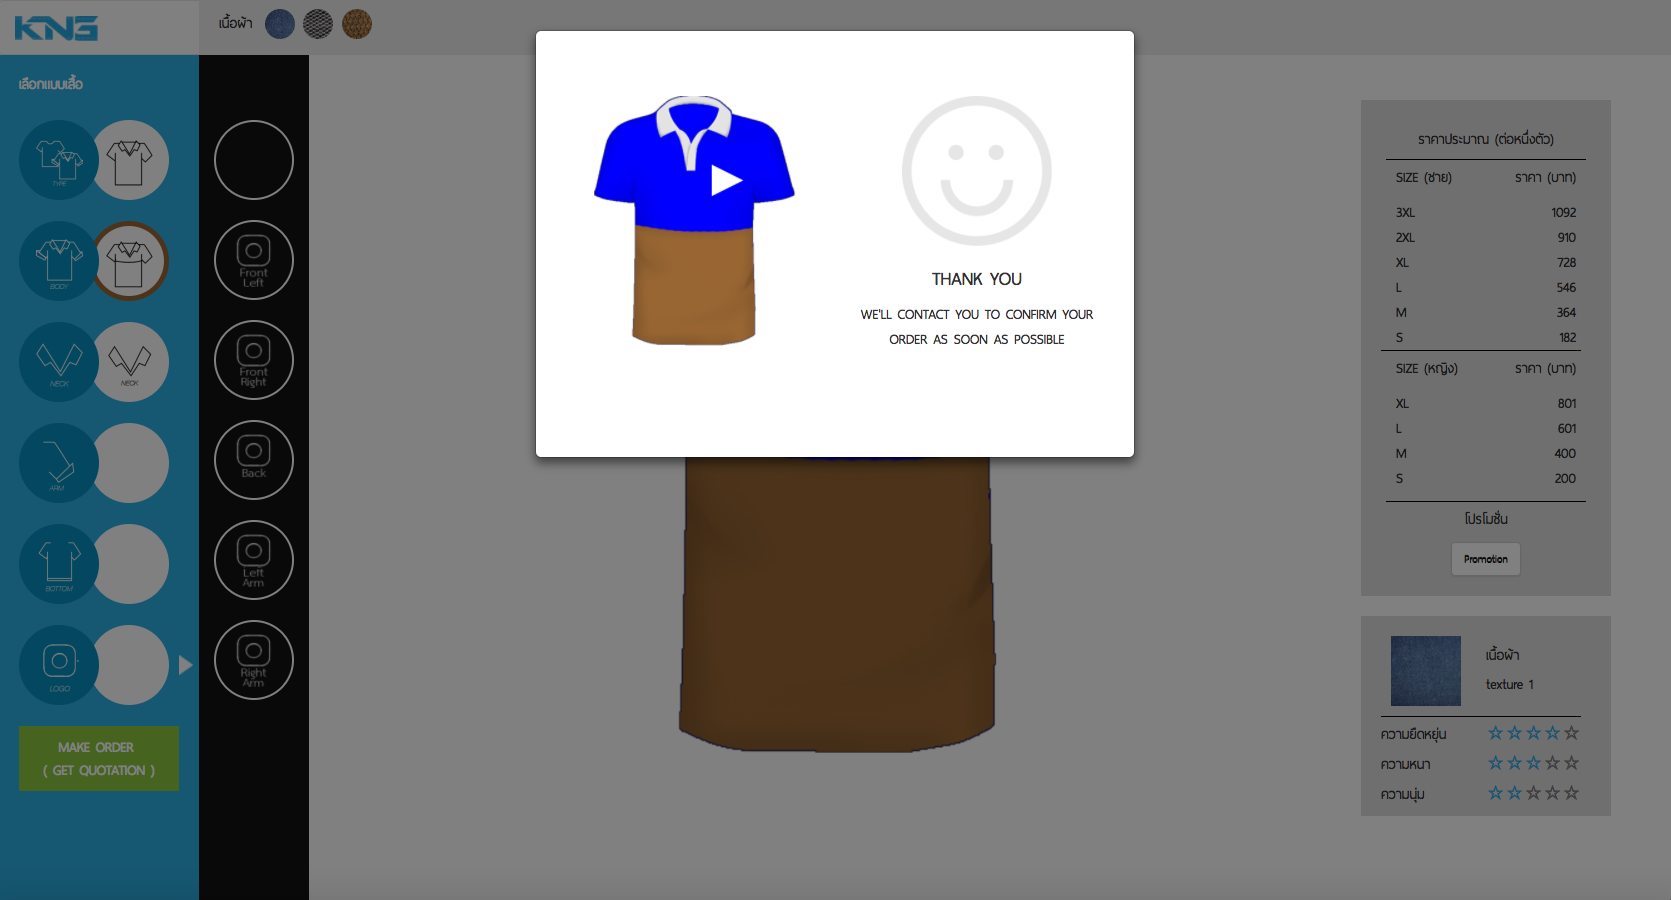 KNG
เนื้อผ้า
เลือกแบบเสื้อ
TYPE
BODY
NECK
NECK
ARM
BOTTOM
LOGO
MAKE ORDER
( GET QUOTATION )
Front
Left
Front
Right
Back
Left
Arm
Right
Arm
THANK YOU
WE'LL CONTACT YOU TO CONFIRM YOUR
ORDER AS SOON AS POSSIBLE
ราคาประมาณ (ต่อหนึ่งตัว)
SIZE (ชาย) ราคา (บาท)
3XL 1092
2XL 910
XL 728
L 546
M 364
S 182
SIZE (หญิง) ราคา (บาท)
XL 801
L 601
M 400
S 200
โปรโมชั่น
Promotion
เนื้อผ้า
texture 1
ความยืดหยุ่น
ความหนา
ความนุ่ม